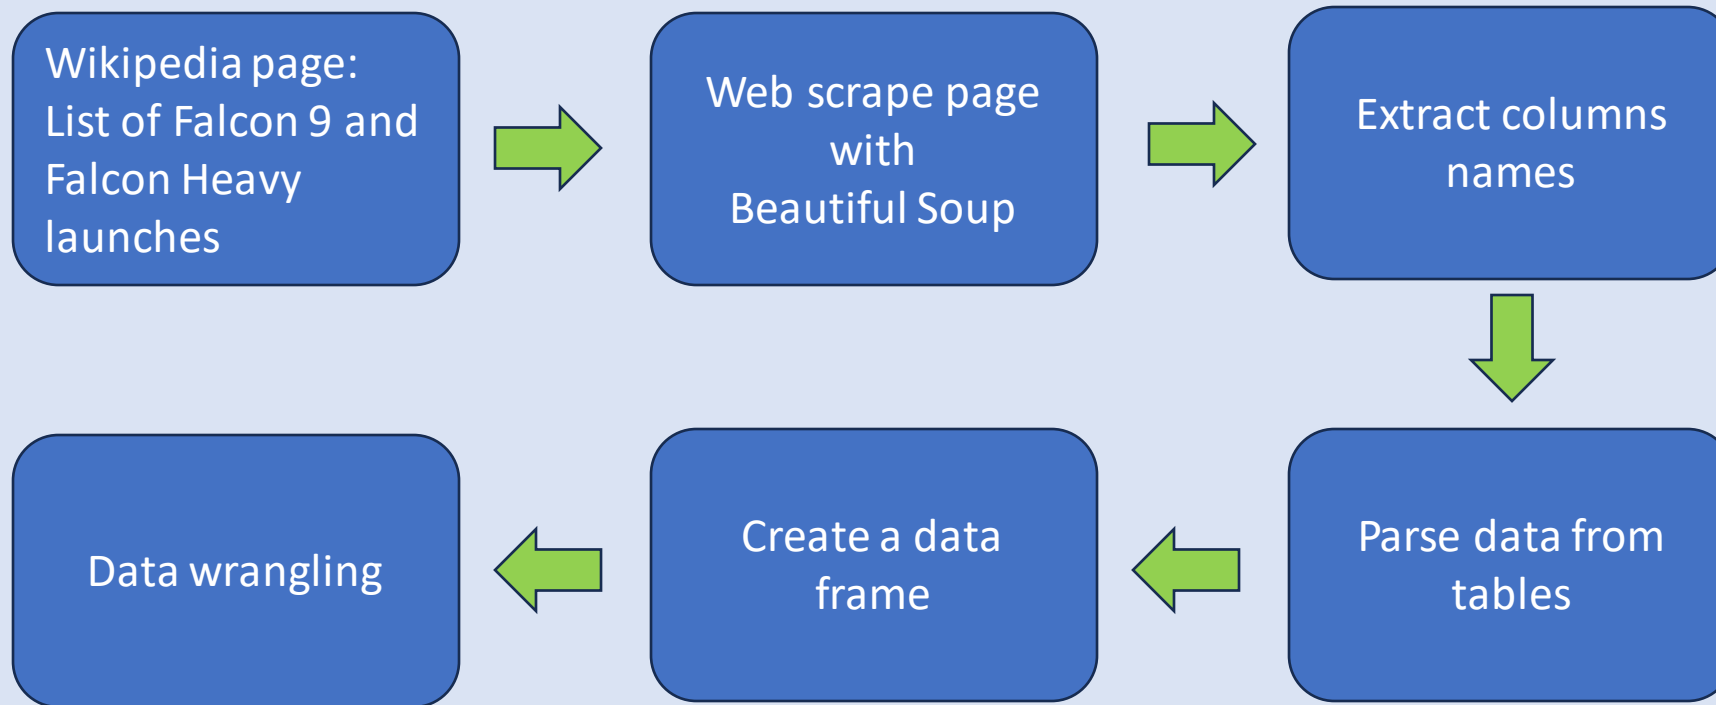 Wikipedia page:
List of Falcon 9 and
Falcon Heavy
launches
Web scrape page
with
Beautiful Soup
Extract columns
names
Parse data from
tables
Create a data
frame
Data wrangling